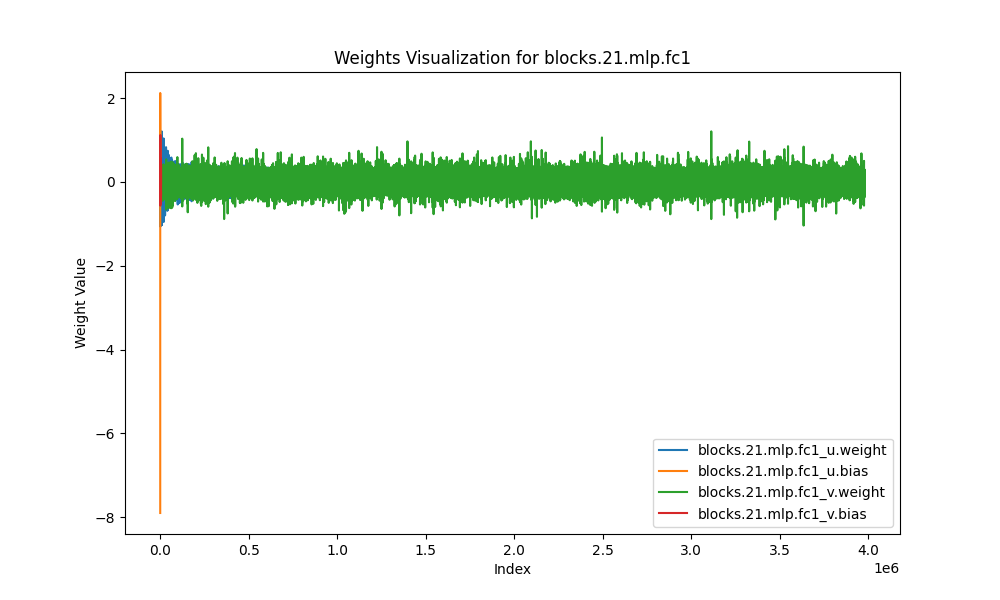 Weights Visualization for blocks.21.mlp.fc1
Weight Value
2
0
−2
−4
−6
−8
blocks.21.mlp.fc1_u.weight
blocks.21.mlp.fc1_u.bias
blocks.21.mlp.fc1_v.weight
blocks.21.mlp.fc1_v.bias
0.0 0.5 1.0 1.5 2.0 2.5 3.0 3.5 4.0
1e6
Index